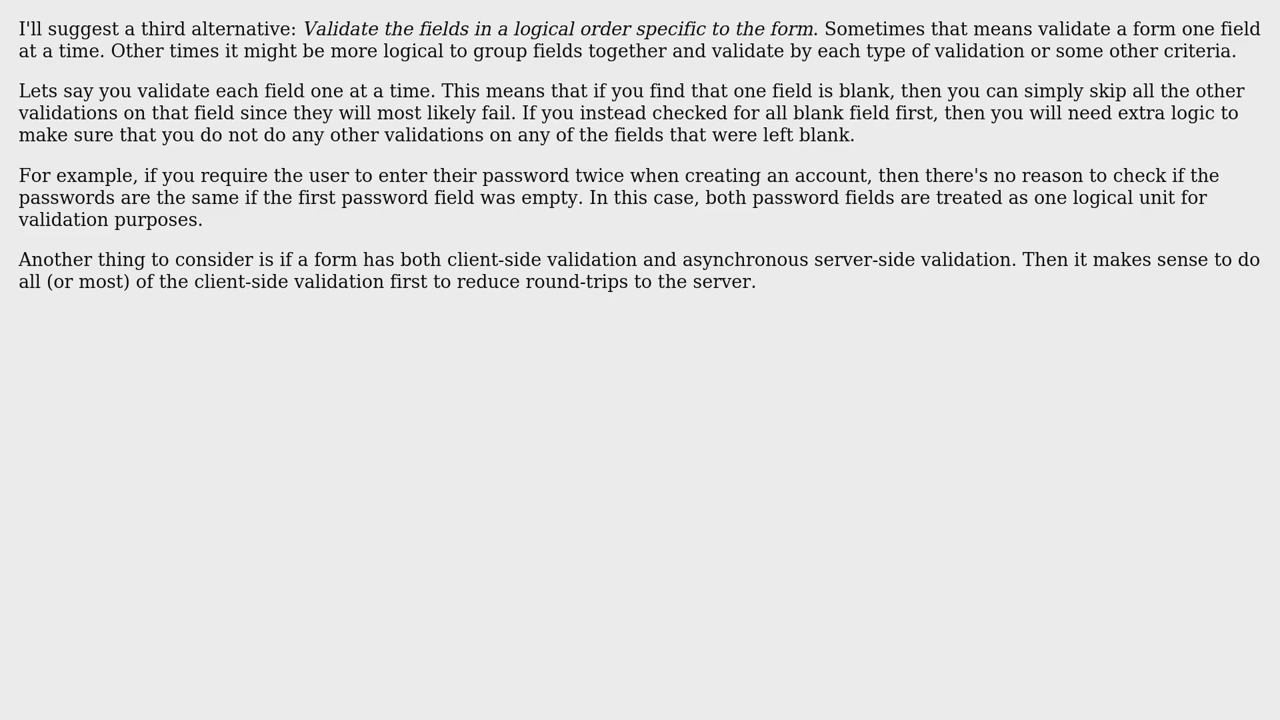 I'll suggest a third alternative: Validate the fields in a logical order specific to the form. Sometimes that means validate a form one field
at a time. Other times it might be more logical to group fields together and validate by each type of validation or some other criteria.
Lets say you validate each field one at a time. This means that if you find that one field is blank, then you can simply skip all the other
validations on that field since they will most likely fail. If you instead checked for all blank field first, then you will need extra logic to
make sure that you do not do any other validations on any of the fields that were left blank.
For example, if you require the user to enter their password twice when creating an account, then there's no reason to check if the
passwords are the same if the first password field was empty. In this case, both password fields are treated as one logical unit for
validation purposes.
Another thing to consider is if a form has both client-side validation and asynchronous server-side validation. Then it makes sense to do
all (or most) of the client-side validation first to reduce round-trips to the server.